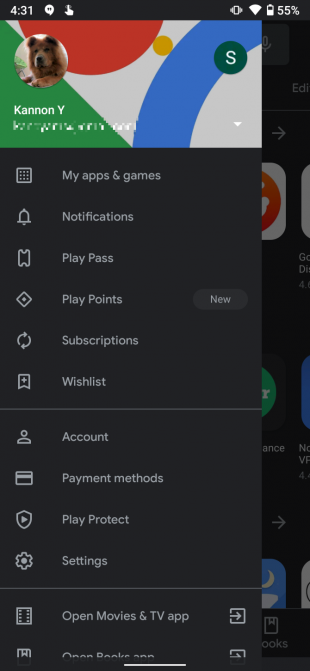 4:31
55%
S
Kannon Y
My apps & games
Notifications
Play Pass
Play Points
New
Subscriptions
Wishlist
Account
Payment methods
Play Protect
Settings
Open Movies & TV app
Open Books app
Edi
Go
Di
4.
ance
No
VP
4.
ooks